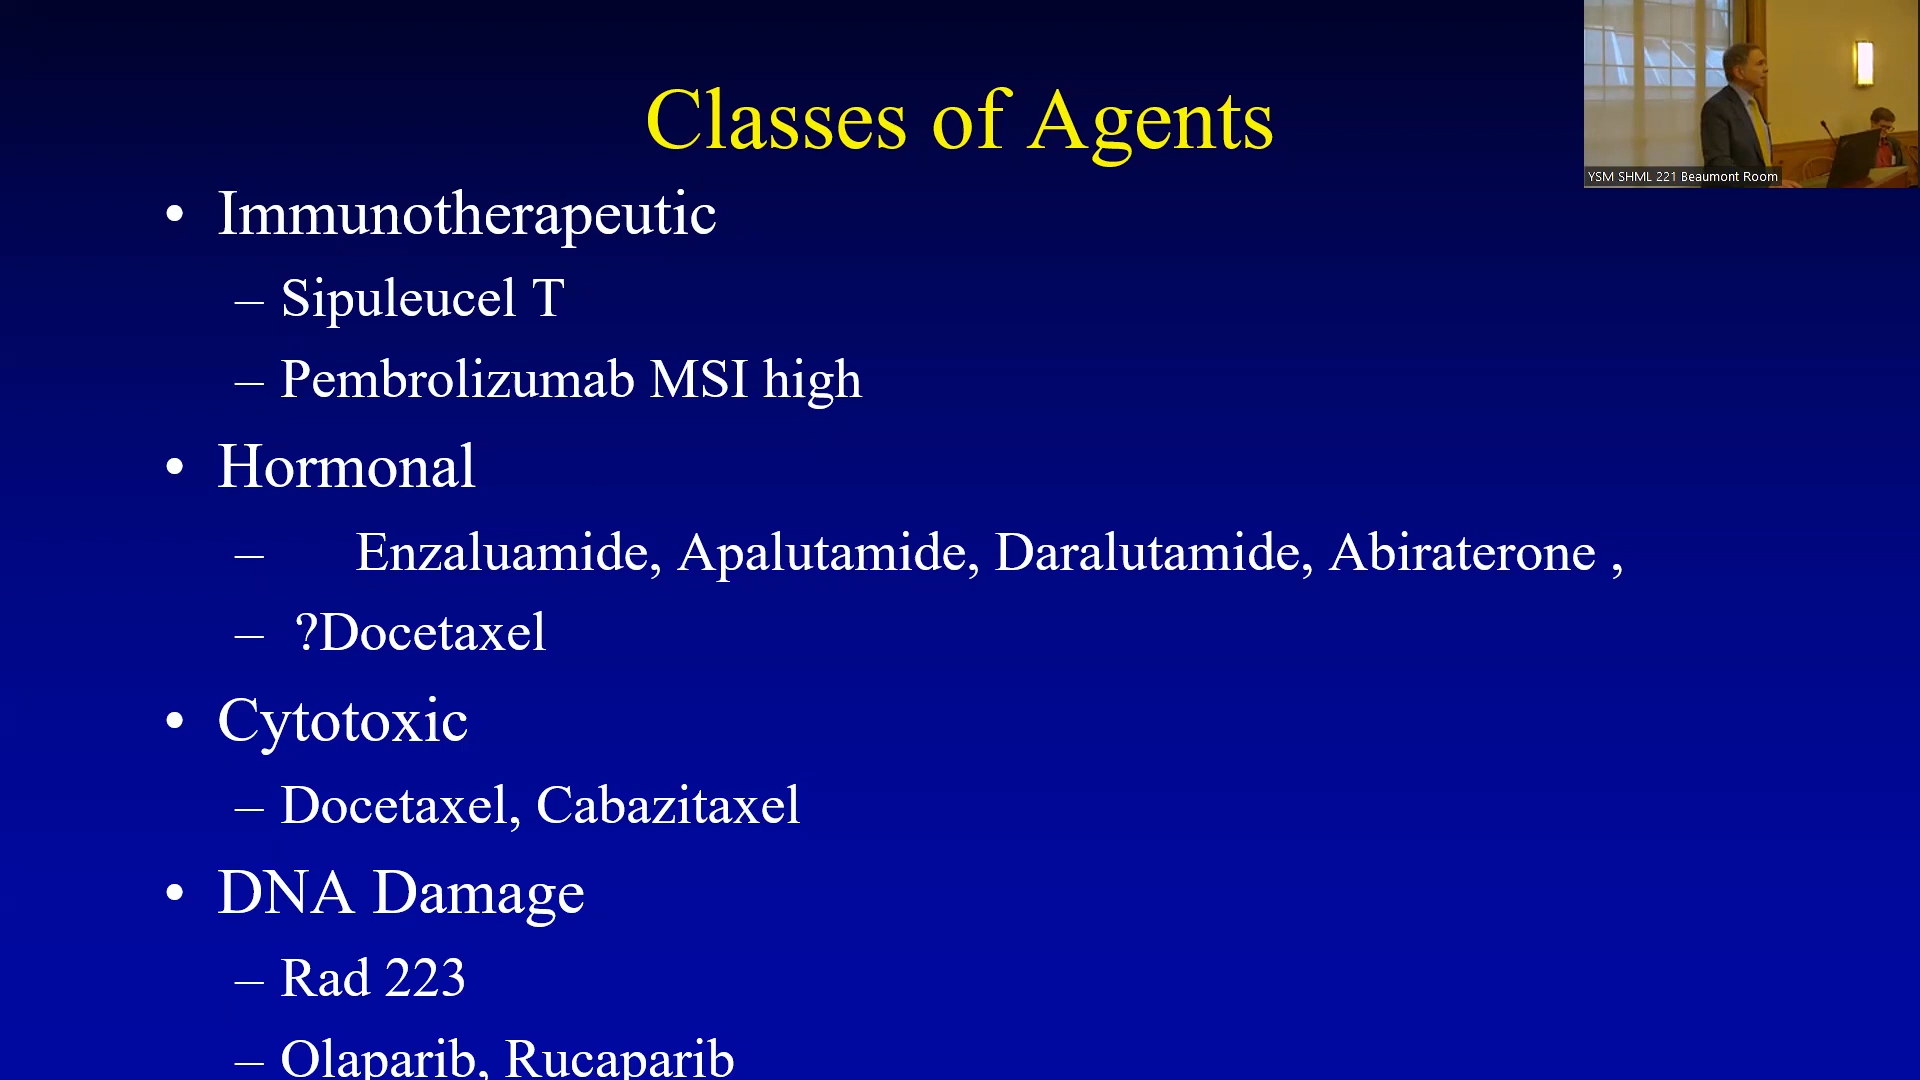 Classes of Agents
YSM SHML 221 Beaumont Room
• Immunotherapeutic
– Sipuleucel T
– Pembrolizumab MSI high
• Hormonal
– Enzaluamide, Apalutamide, Daralutamide, Abiraterone ,
– ?Docetaxel
• Cytotoxic
– Docetaxel, Cabazitaxel
• DNA Damage
– Rad 223
– Olaparib, Rucaparib